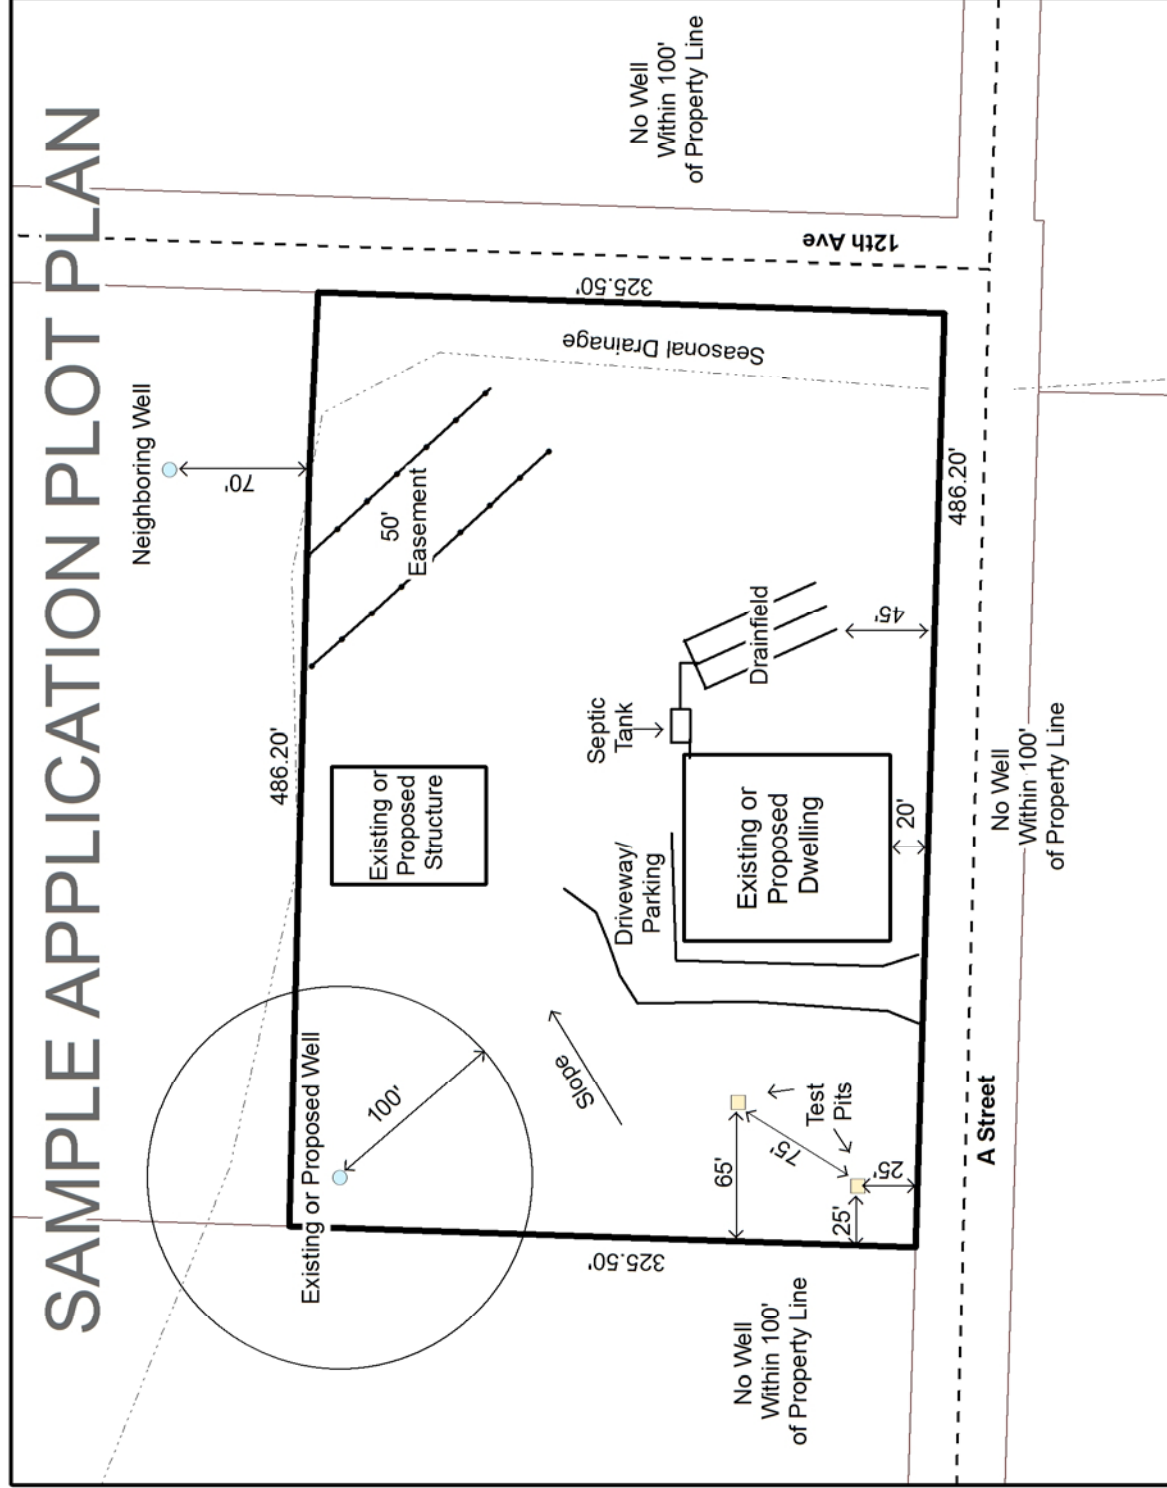 SAMPLE APPLICATION PLOT PLAN
Neighboring Well
70'
No Well
Within 100'
of Property Line
12th Ave
325.50'
Seasonal Drainage
50'
Easement
486.20'
Existing or
Proposed
Structure
Existing or Proposed Well
100'
Slope
Driveway/
Parking
Septic
Tank
Drainfield
45'
486.20'
Existing or
Proposed
Dwelling
20'
Test
Pits
65'
75'
25'
25'
325.50'
No Well
Within 100'
of Property Line
A Street
No Well
Within 100'
of Property Line